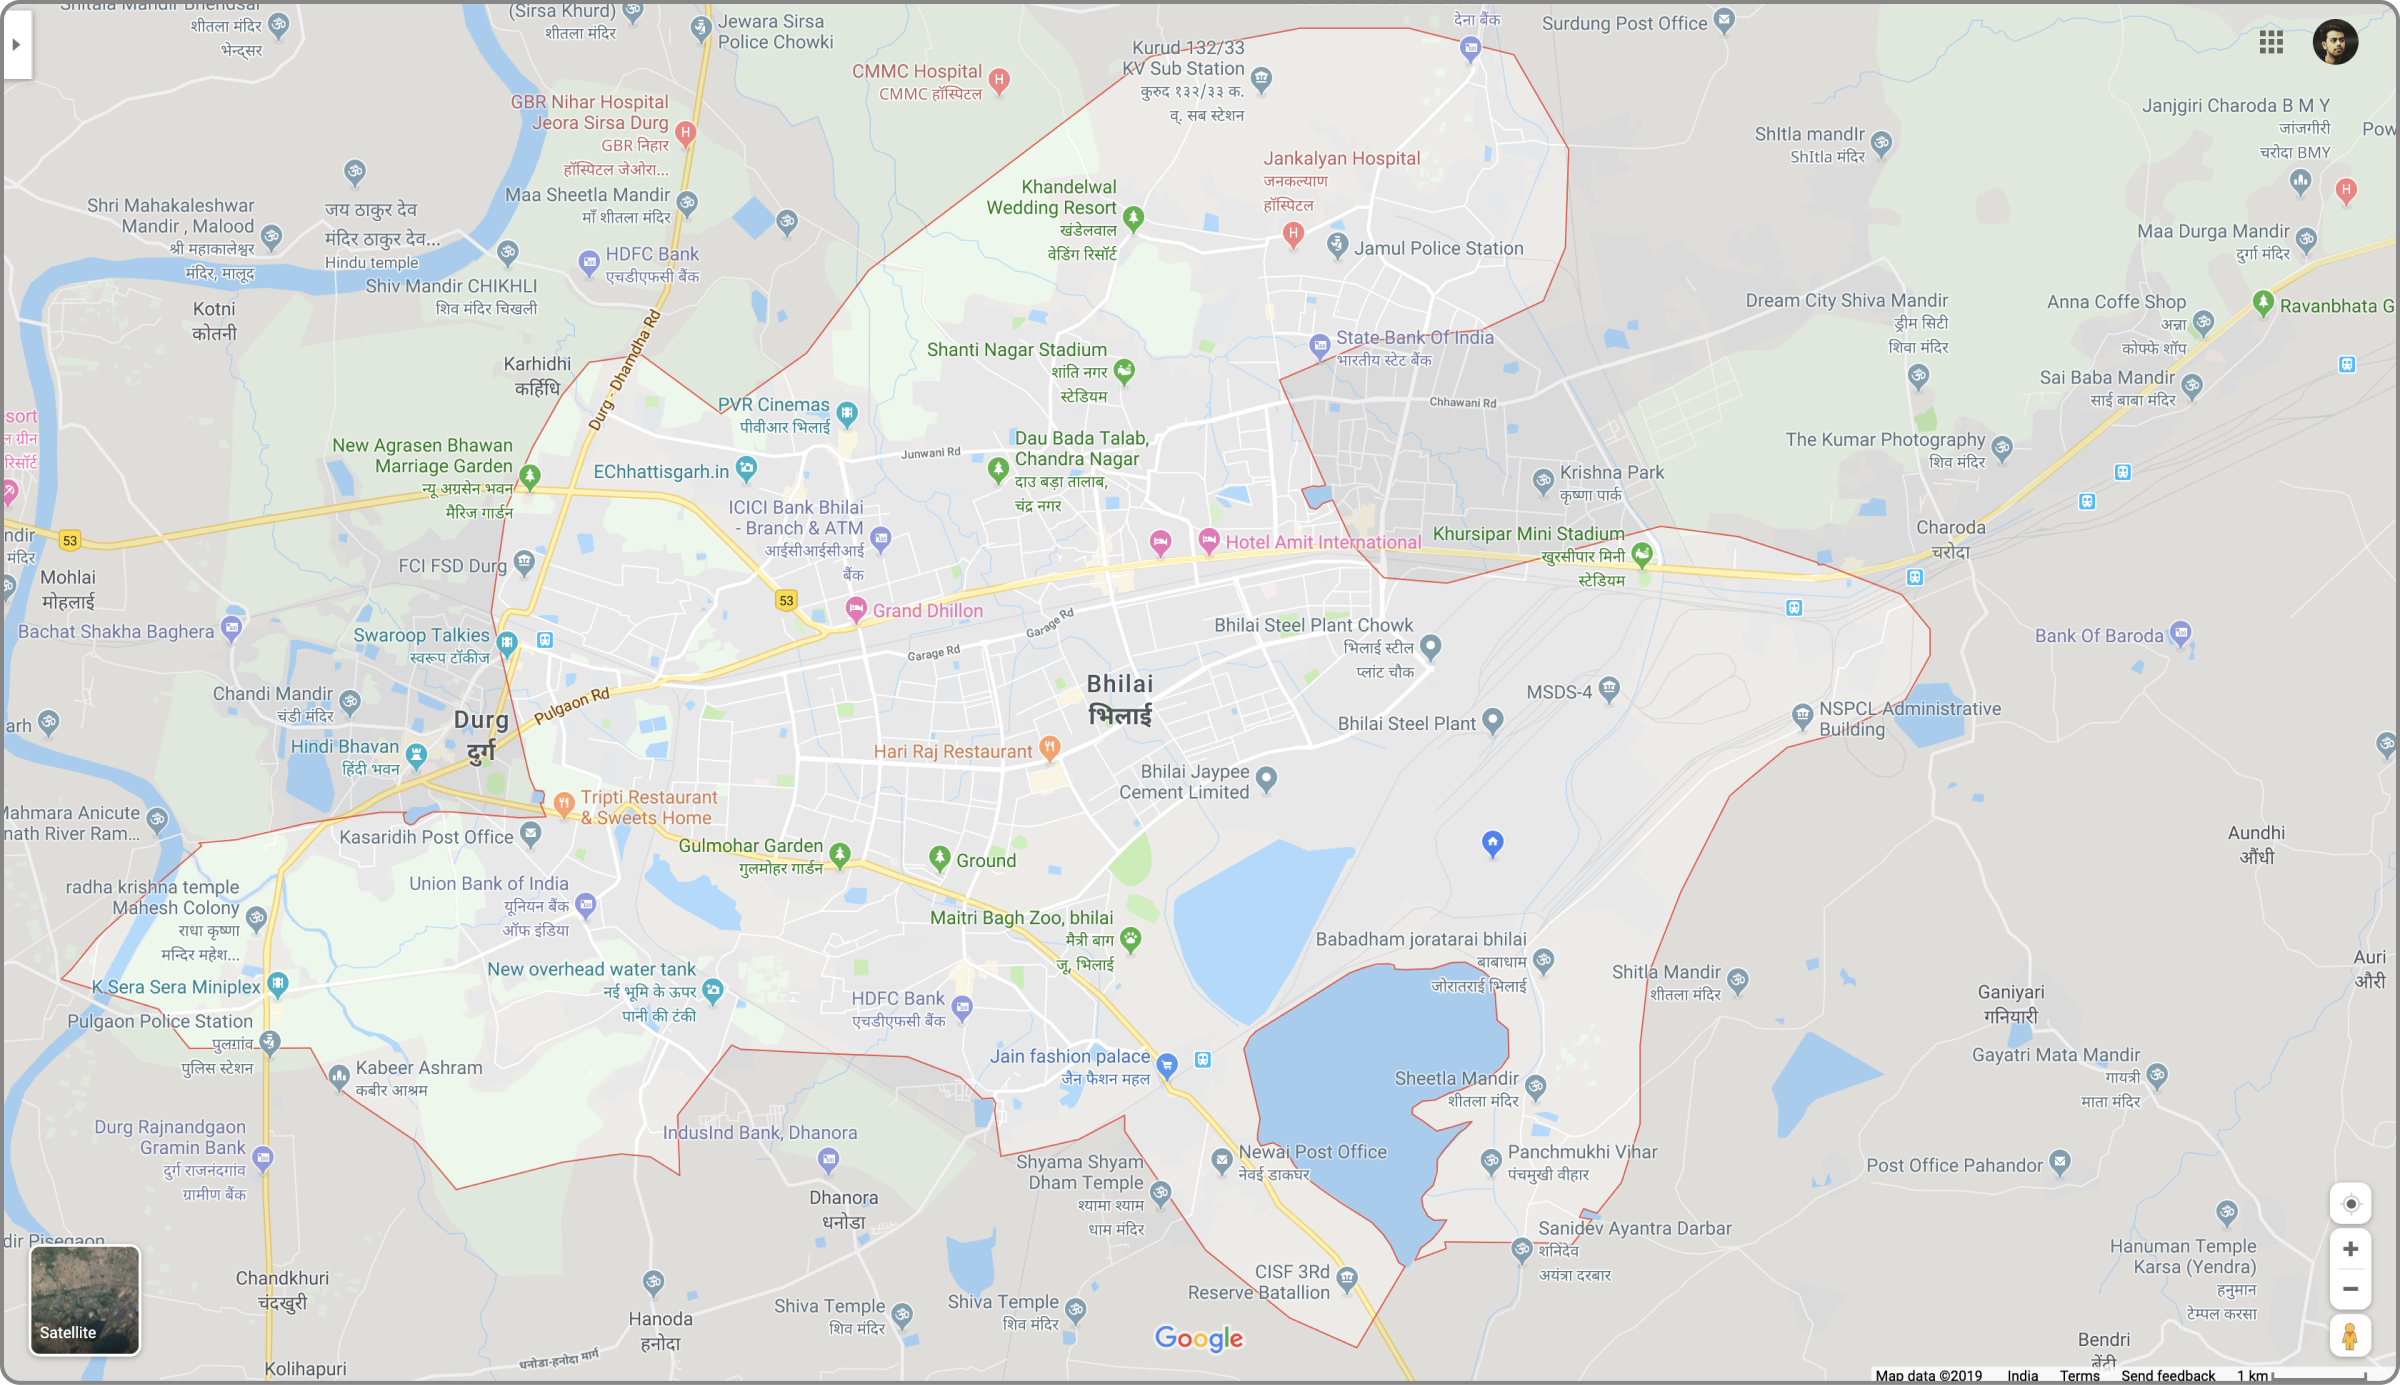 शीतला मंदिर
भेन्द्सर
(Sirsa Khurd)
शीतला मंदिर
Jewara Sirsa
Police Chowki
देना बैंक
Surdung Post Office
CMMC Hospital
CMMC हॉस्पिटल
Kurud 132/33
KV Sub Station
कुरुद १३२/३३ क.
व्. सब स्टेशन
GBR Nihar Hospital
Jeora Sirsa Durg
GBR निहार
हॉस्पिटल जेओरा...
Janjgiri Charoda B M Y
जांजगीरी
चरोदा BMY
Pow
ShItla mandIr
ShItla मंदिर
Jankalyan Hospital
जनकल्याण
हॉस्पिटल
Maa Sheetla Mandir
माँ शीतला मंदिर
Khandelwal
Wedding Resort
खंडेलवाल
वेडिंग रिसॉर्ट
Shri Mahakaleshwar
Mandir , Malood
श्री महाकालेश्वर
मंदिर, मालूद
जय ठाकुर देव
मंदिर ठाकुर देव...
Hindu temple
Jamul Police Station
Maa Durga Mandir
दुर्गा मंदिर
HDFC Bank
एचडीएफसी बैंक
Shiv Mandir CHIKHLI
शिव मंदिर चिखली
Kotni
कोतनी
Dream City Shiva Mandir
ड्रीम सिटी
शिवा मंदिर
Anna Coffe Shop
अन्ना
कोफ्फे शॉप
Ravanbhata G
State Bank Of India
भारतीय स्टेट बैंक
Durg - Dhamdha Rd
Karhidhi
कर्हिधि
Shanti Nagar Stadium
शांति नगर
स्टेडियम
Sai Baba Mandir
साई बाबा मंदिर
PVR Cinemas
पीवीआर भिलाई
Chhawani Rd
esort
ल ग्रीन
रिसॉर्ट
New Agrasen Bhawan
Marriage Garden
न्यू अग्रसेन भवन
मैरिज गार्डन
Junwani Rd
Dau Bada Talab,
Chandra Nagar
दाउ बड़ा तालाब,
चंद्र नगर
The Kumar Photography
शिव मंदिर
EChhattisgarh.in
Krishna Park
कृष्णा पार्क
ICICI Bank Bhilai
- Branch & ATM
आईसीआईसीआई
बैंक
53
ndir
मंदिर
Hotel Amit International
Khursipar Mini Stadium
खुरसीपार मिनी
स्टेडियम
Charoda
चरोदा
FCI FSD Durg
Mohlai
मोहलाई
53
Grand Dhillon
Garage Rd
Bhilai Steel Plant Chowk
भिलाई स्टील
प्लांट चौक
Bachat Shakha Baghera
Swaroop Talkies
स्वरूप टॉकीज
Garage Rd
Bank Of Baroda
Bhilai
भिलाई
MSDS-4
Chandi Mandir
चंडी मंदिर
Pulgaon Rd
Durg
दुर्ग
Bhilai Steel Plant
NSPCL Administrative
Building
arh
Hindi Bhavan
हिंदी भवन
Hari Raj Restaurant
Bhilai Jaypee
Cement Limited
Tripti Restaurant
& Sweets Home
Mahmara Anicute
nath River Ram...
Kasaridih Post Office
Gulmohar Garden
गुलमोहर गार्डन
Ground
Aundhi
औंधी
radha krishna temple
Mahesh Colony
राधा कृष्णा
मन्दिर महेश...
Union Bank of India
यूनियन बैंक
ऑफ इंडिया
Maitri Bagh Zoo, bhilai
मैत्री बाग
जू, भिलाई
Babadham joratarai bhilai
बाबाधाम
जोरातराई भिलाई
Shitla Mandir
शीतला मंदिर
Auri
औरी
K Sera Sera Miniplex
New overhead water tank
नई भूमि के ऊपर
पानी की टंकी
HDFC Bank
एचडीएफसी बैंक
Ganiyari
गनियारी
Pulgaon Police Station
पुलगांव
पुलिस स्टेशन
Jain fashion palace
जैन फैशन महल
Kabeer Ashram
कबीर आश्रम
Sheetla Mandir
शीतला मंदिर
Gayatri Mata Mandir
गायत्री
माता मंदिर
Durg Rajnandgaon
Gramin Bank
दुर्ग राजनंदगांव
ग्रामीण बैंक
IndusInd Bank, Dhanora
Newai Post Office
नेवई डाकघर
Panchmukhi Vihar
पंचमुखी वीहार
Post Office Pahandor
Shyama Shyam
Dham Temple
श्यामा श्याम
धाम मंदिर
Dhanora
धनोडा
dir Pisegaon
Sanidev Ayantra Darbar
शनिदेव
अयंत्रा दरबार
Hanuman Temple
Karsa (Yendra)
हनुमान
टेम्पल करसा
Chandkhuri
चंदखुरी
CISF 3Rd
Reserve Batallion
Shiva Temple
शिव मंदिर
Shiva Temple
शिव मंदिर
Hanoda
हनोदा
Satellite
Google
Bendri
बेंद्री
धनोडा-हनोदा मार्ग
Kolihapuri
Map data ©2019 India Terms Send feedback 1 km